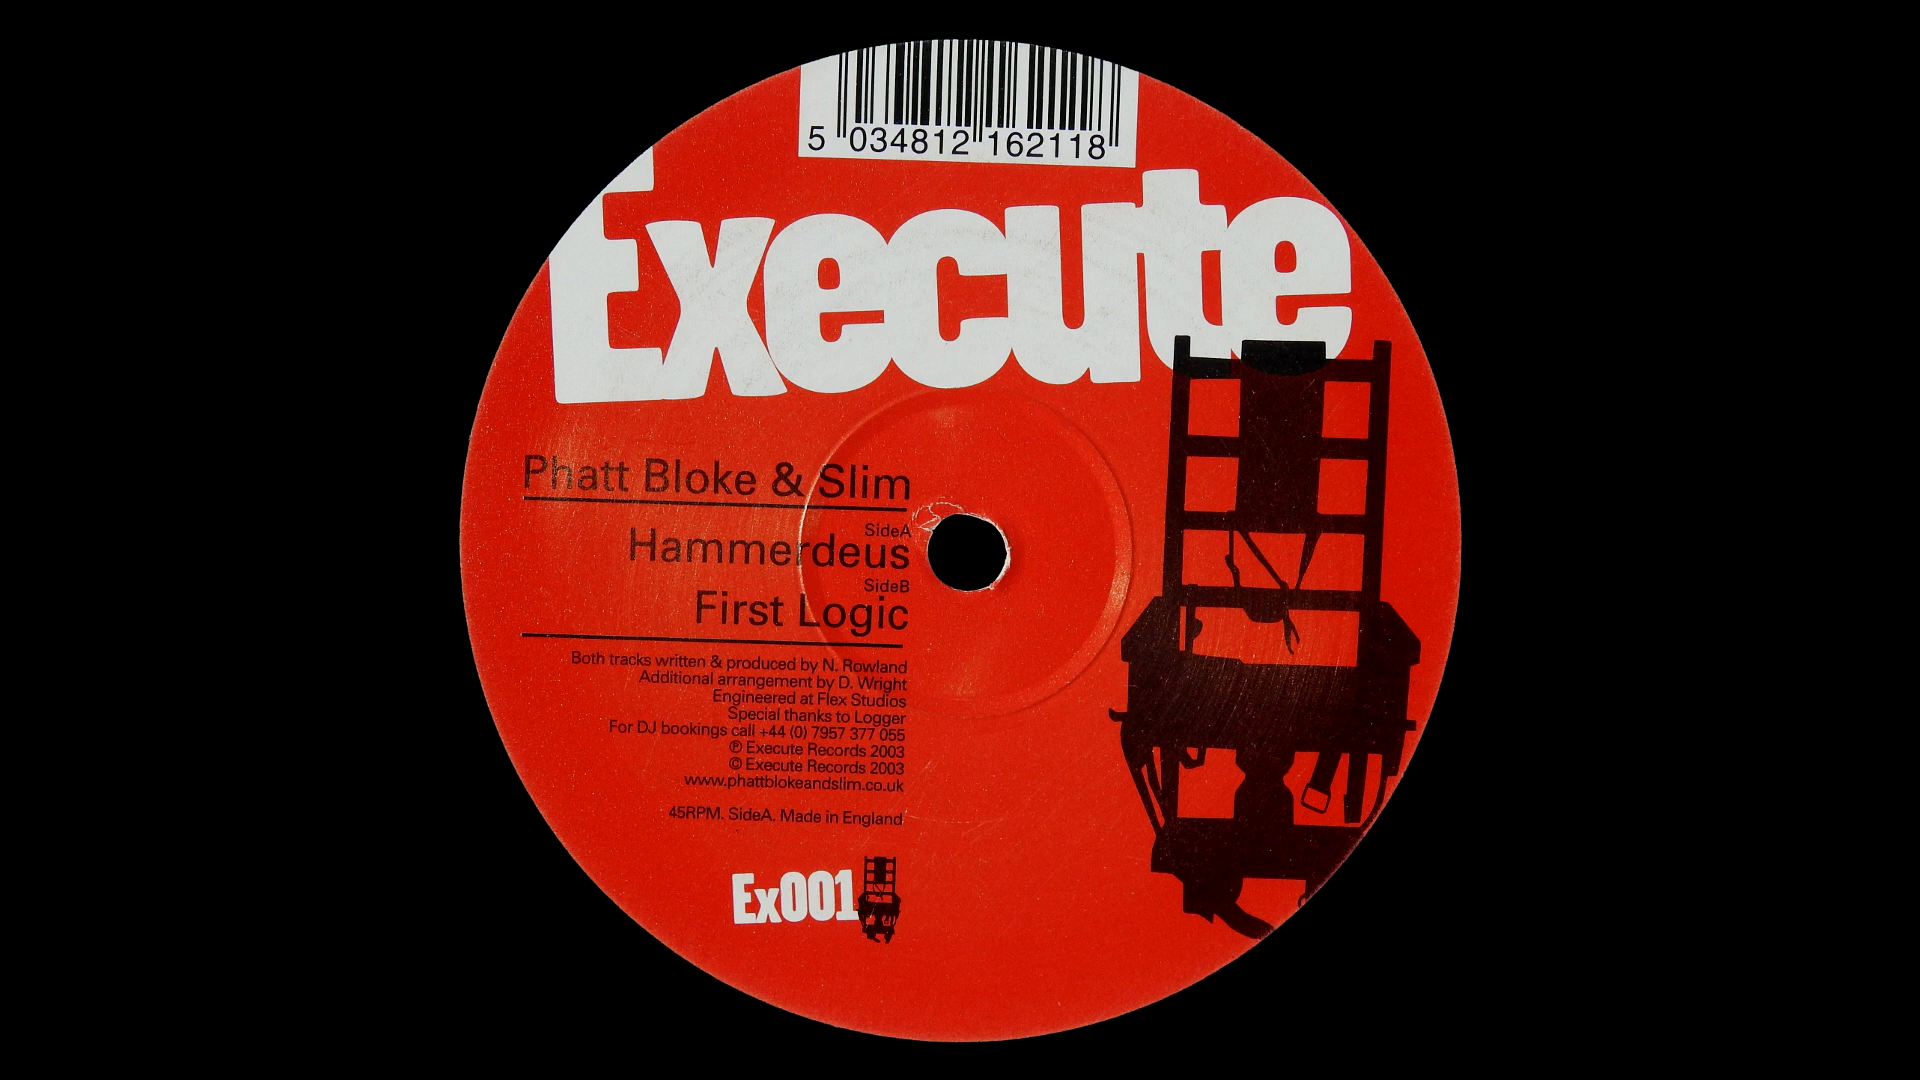 5 034812 162118
Execute
Phatt Bloke & Slim
SideA
Hammerdeus
SideB
First Logic
Both tracks written & produced by N. Rowland
Additional arrangement by D. Wright
Engineered at Flex Studios
Special thanks to Logger
For DJ bookings call +44 (0) 7957 377 055
℗ Execute Records 2003
© Execute Records 2003
www.phattblokeandslim.co.uk
45RPM. SideA. Made in England
Ex001